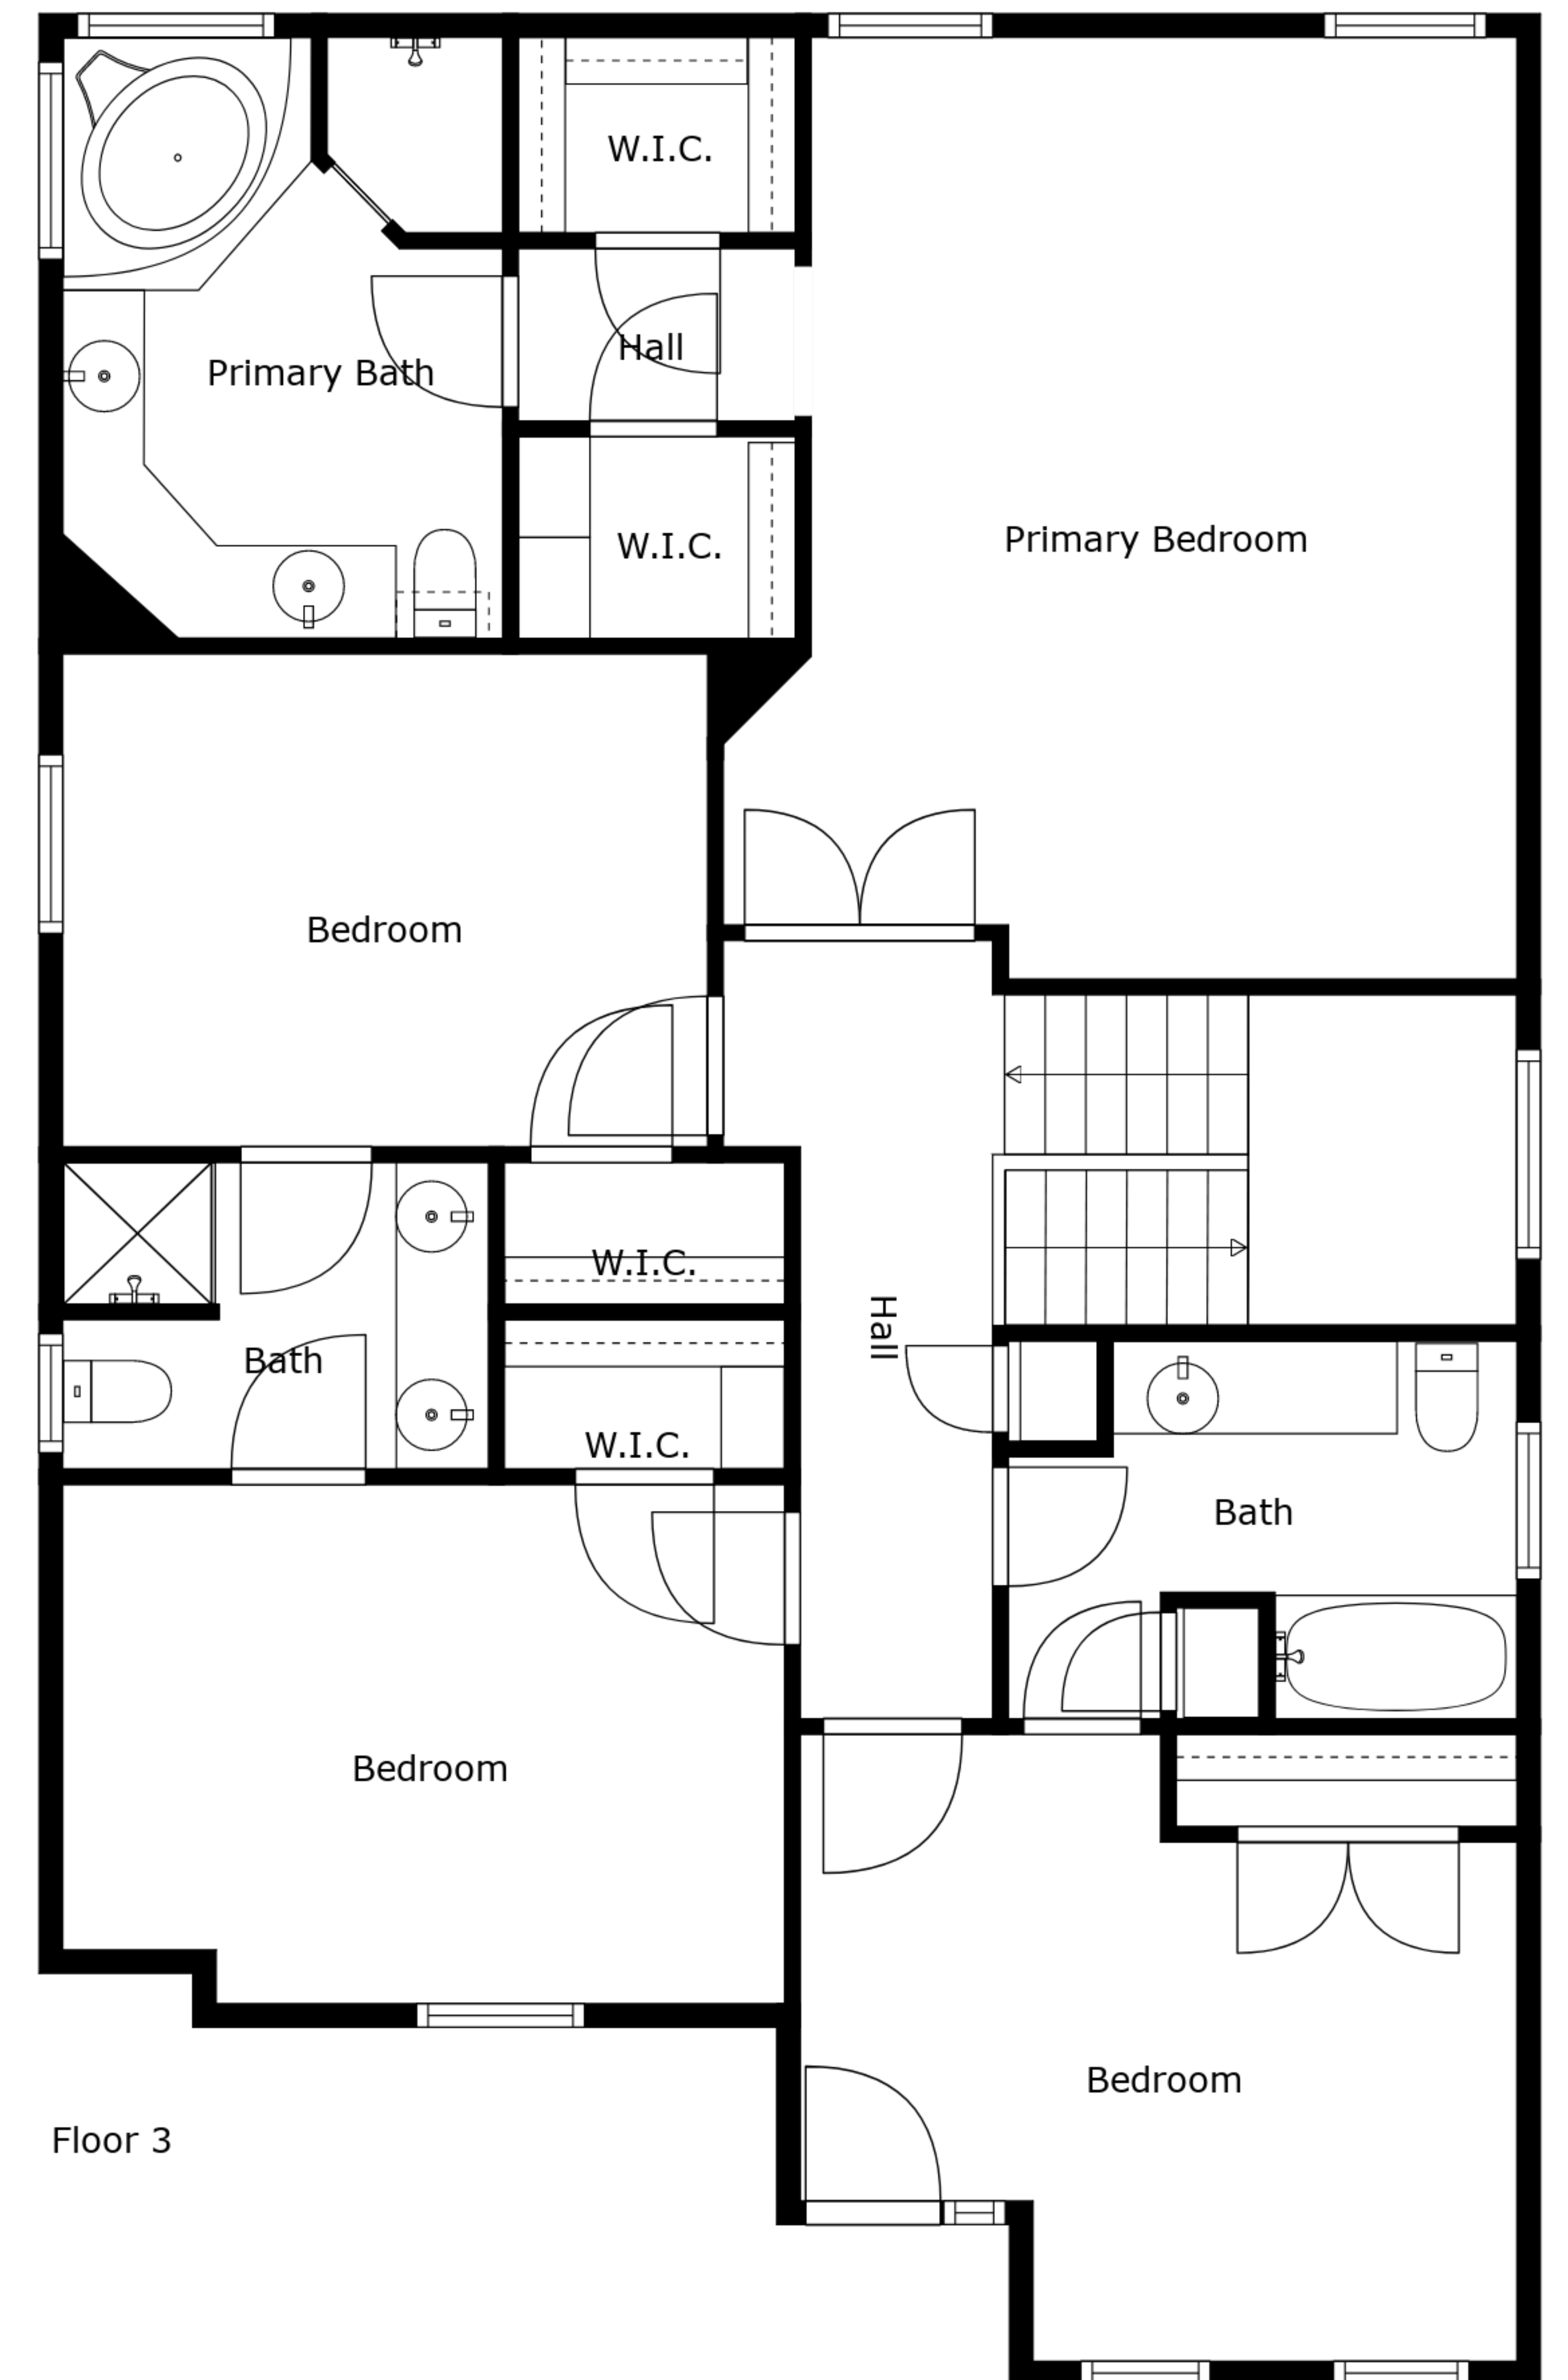 W.I.C.
Hall
Primary Bath
Primary Bedroom
W.I.C.
Bedroom
W.I.C.
Hall
Bath
W.I.C.
Bath
Bedroom
Bedroom
Floor 3